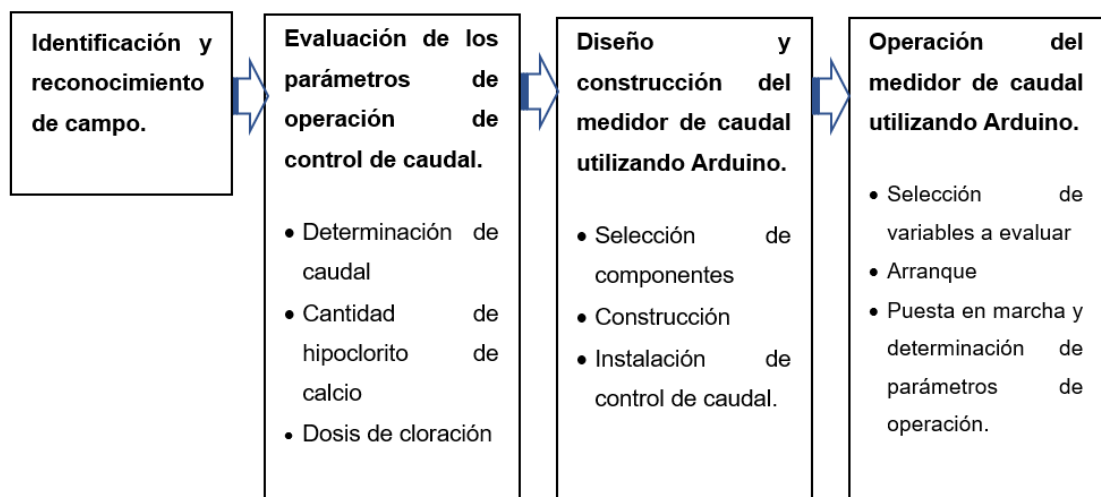 Identificación y
reconocimiento
de campo.
Evaluación de los
parámetros de
operación de
control de caudal.
• Determinación de
caudal
• Cantidad de
hipoclorito de
calcio
• Dosis de cloración
Diseño y
construcción del
medidor de caudal
utilizando Arduino.
• Selección de
componentes
• Construcción
• Instalación de
control de caudal.
Operación del
medidor de caudal
utilizando Arduino.
• Selección de
variables a evaluar
• Arranque
• Puesta en marcha y
determinación de
parámetros de
operación.